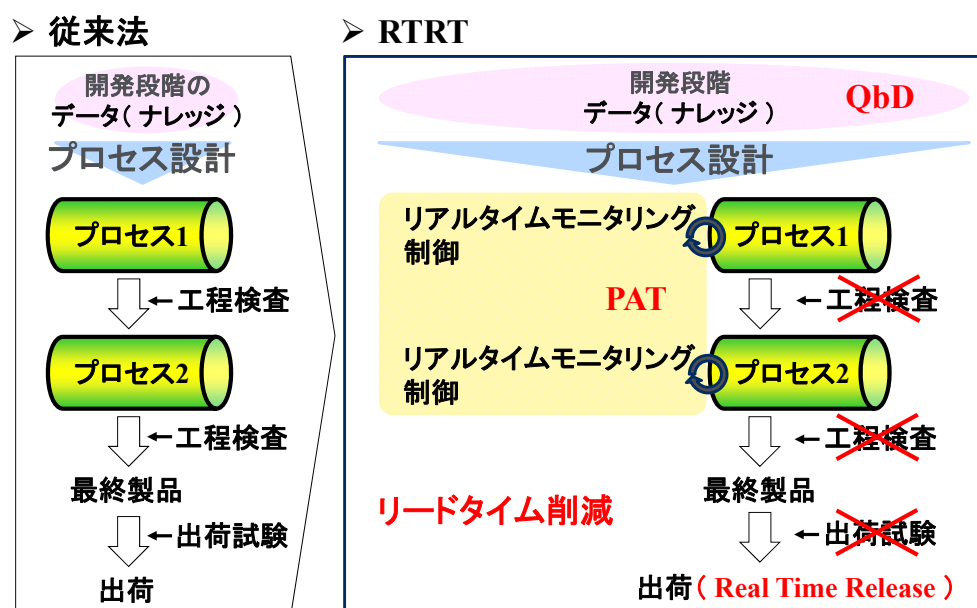 ➢ 従来法
開発段階の
データ（ナレッジ）
プロセス設計
プロセス1
←工程検査
プロセス2
←工程検査
最終製品
←出荷試験
出荷
➢ RTRT
開発段階
データ（ナレッジ）
QbD
プロセス設計
リアルタイムモニタリング
制御
プロセス1
PAT
←工程検査
リアルタイムモニタリング
制御
プロセス2
←工程検査
最終製品
リードタイム削減
←出荷試験
出荷（Real Time Release）